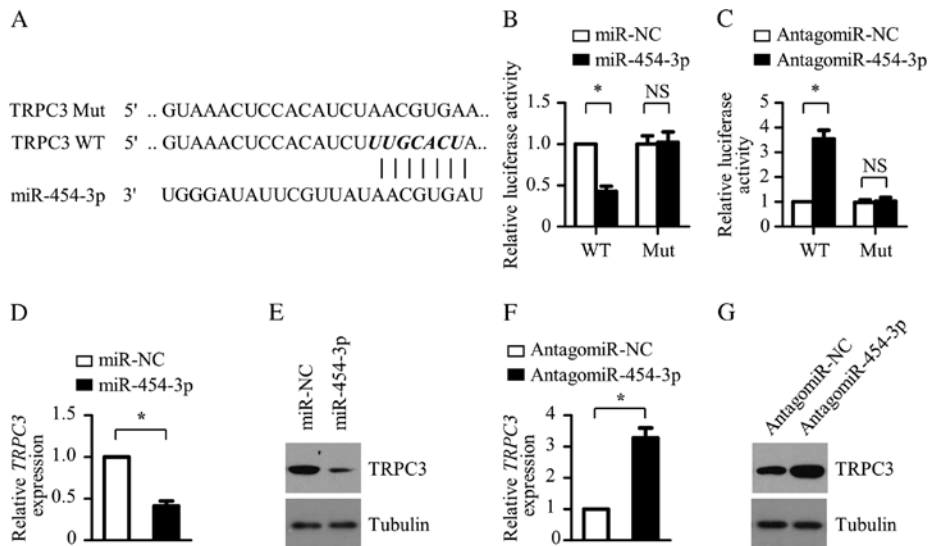 A
TRPC3 Mut 5' .. GUAAACUCCACAUCUAACGUGAA..
TRPC3 WT 5' .. GUAAACUCCACAUCUUUGCACUA..
miR-454-3p 3' UGGGAUAUUCGUUAUAACGUGAU
B
miR-NC
miR-454-3p
Relative luciferase activity
1.5
1.0
0.5
0
* NS
WT Mut
C
AntagomiR-NC
AntagomiR-454-3p
Relative luciferase
activity
5
4
3
2
1
0
* NS
WT Mut
D
miR-NC
miR-454-3p
Relative TRPC3
expression
1.5
1.0
0.5
0
*
E
miR-NC
miR-454-3p
TRPC3
Tubulin
F
AntagomiR-NC
AntagomiR-454-3p
Relative TRPC3
expression
4
3
2
1
0
*
G
AntagomiR-NC
AntagomiR-454-3p
TRPC3
Tubulin